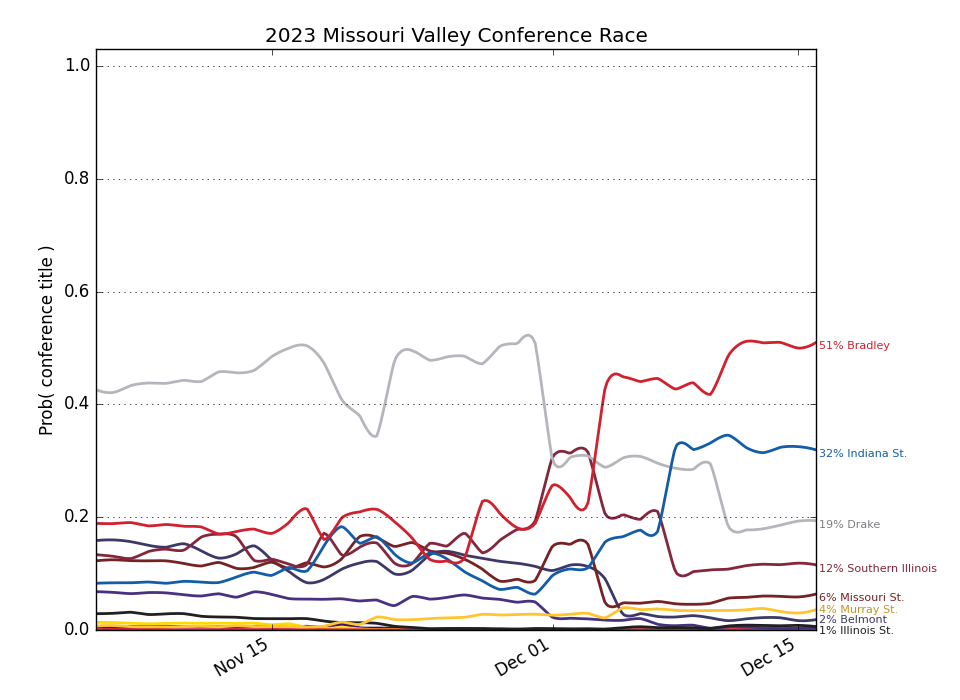 2023 Missouri Valley Conference Race
1.0
0.8
0.6
0.4
0.2
0.0
Prob( conference title )
51% Bradley
32% Indiana St.
19% Drake
12% Southern Illinois
6% Missouri St.
4% Murray St.
2% Belmont
1% Illinois St.
Nov 15
Dec 01
Dec 15